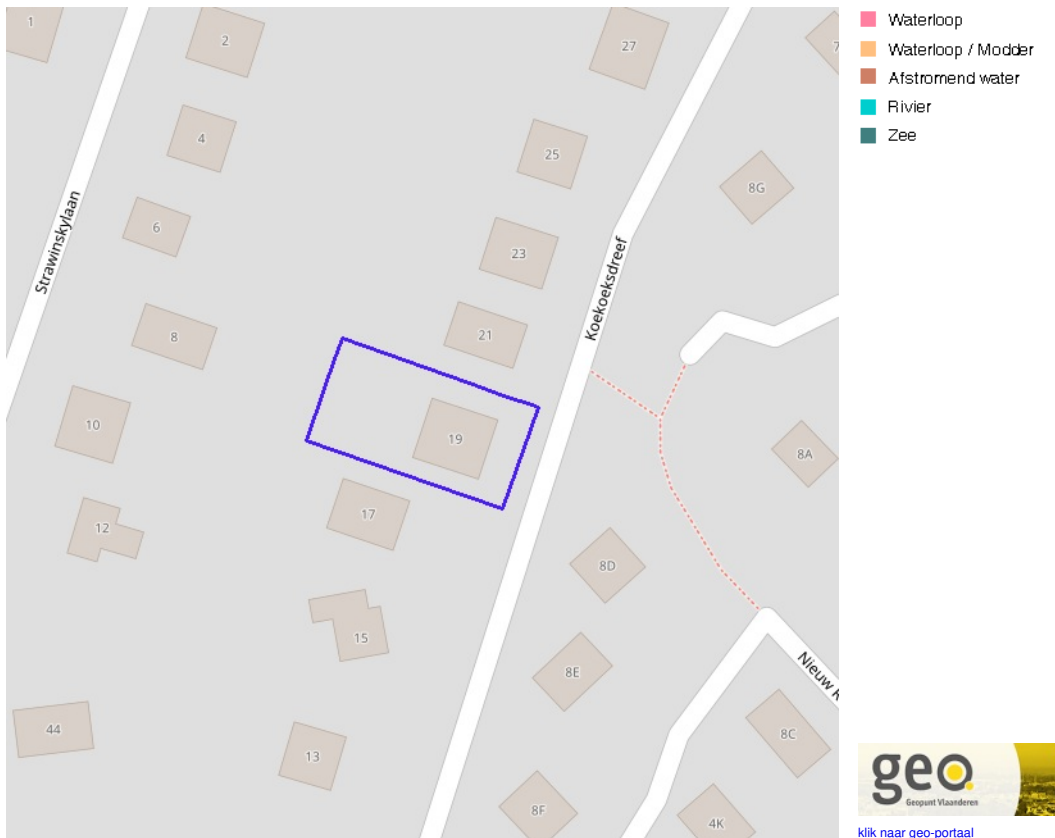 1
2
27
7
4
25
8G
6
23
Strawinskylaan
Koekoeksdreef
8
21
10
19
8A
17
12
8D
15
8E
Nieuw R
44
13
8C
8F
4K
Waterloop
Waterloop / Modder
Afstromend water
Rivier
Zee
geo
Geopunt Vlaanderen
klik naar geo-portaal